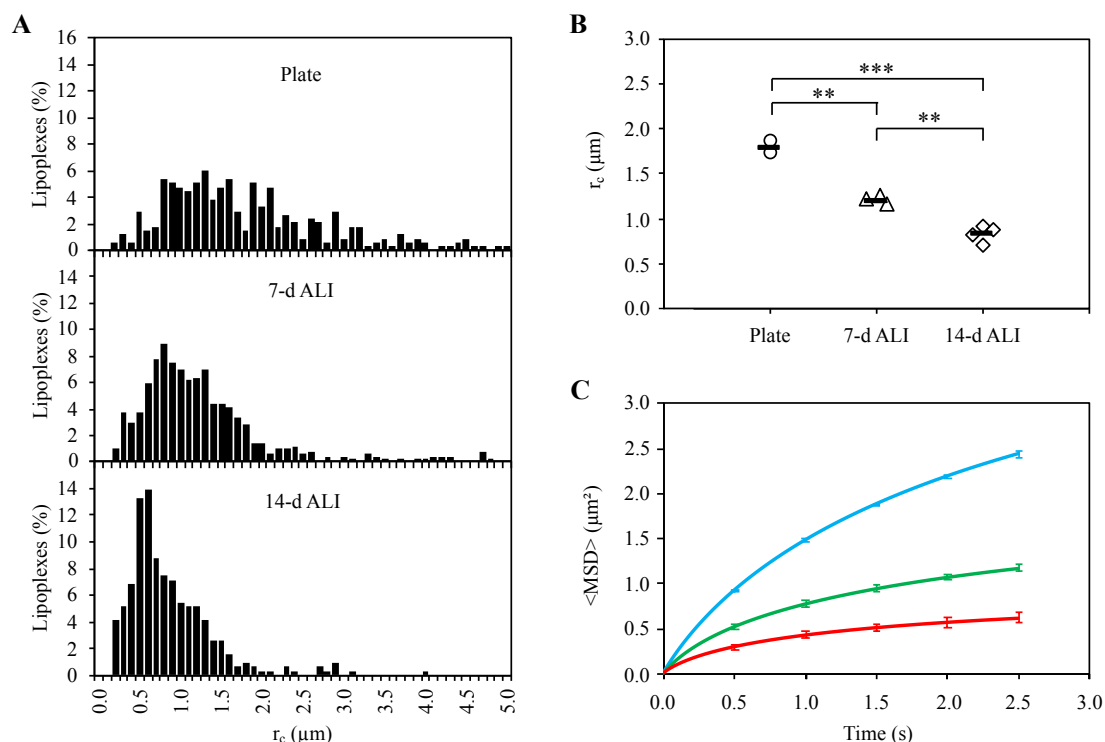 A
16
14
12
10
8
6
4
2
0
Lipoplexes (%)
Plate
14
12
10
8
6
4
2
0
Lipoplexes (%)
7-d ALI
14
12
10
8
6
4
2
0
Lipoplexes (%)
14-d ALI
0.0 0.5 1.0 1.5 2.0 2.5 3.0 3.5 4.0 4.5 5.0
r_c (μm)
B
3.0
2.5
2.0
1.5
1.0
0.5
0.0
r_c (μm)
***
** **
Plate 7-d ALI 14-d ALI
C
3.0
2.5
2.0
1.5
1.0
0.5
0.0
<MSD> (μm²)
0.0 0.5 1.0 1.5 2.0 2.5 3.0
Time (s)